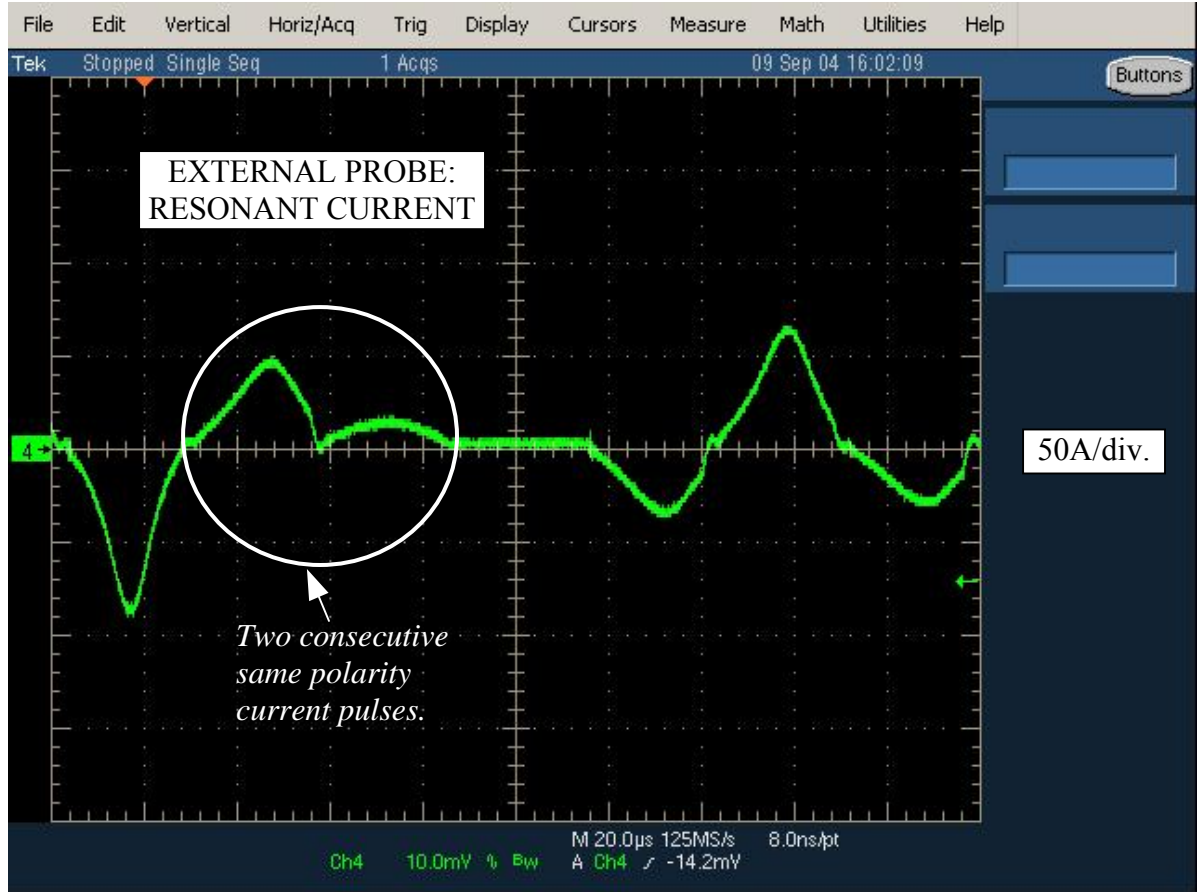 File Edit Vertical Horiz/Acq Trig Display Cursors Measure Math Utilities Help
Tek Stopped Single Seq 1 Acqs 09 Sep 04 16:02:09
Buttons
EXTERNAL PROBE:
RESONANT CURRENT
4
50A/div.
Two consecutive
same polarity
current pulses.
M 20.0µs 125MS/s 8.0ns/pt
Ch4 10.0mV % Bw A Ch4 -14.2mV